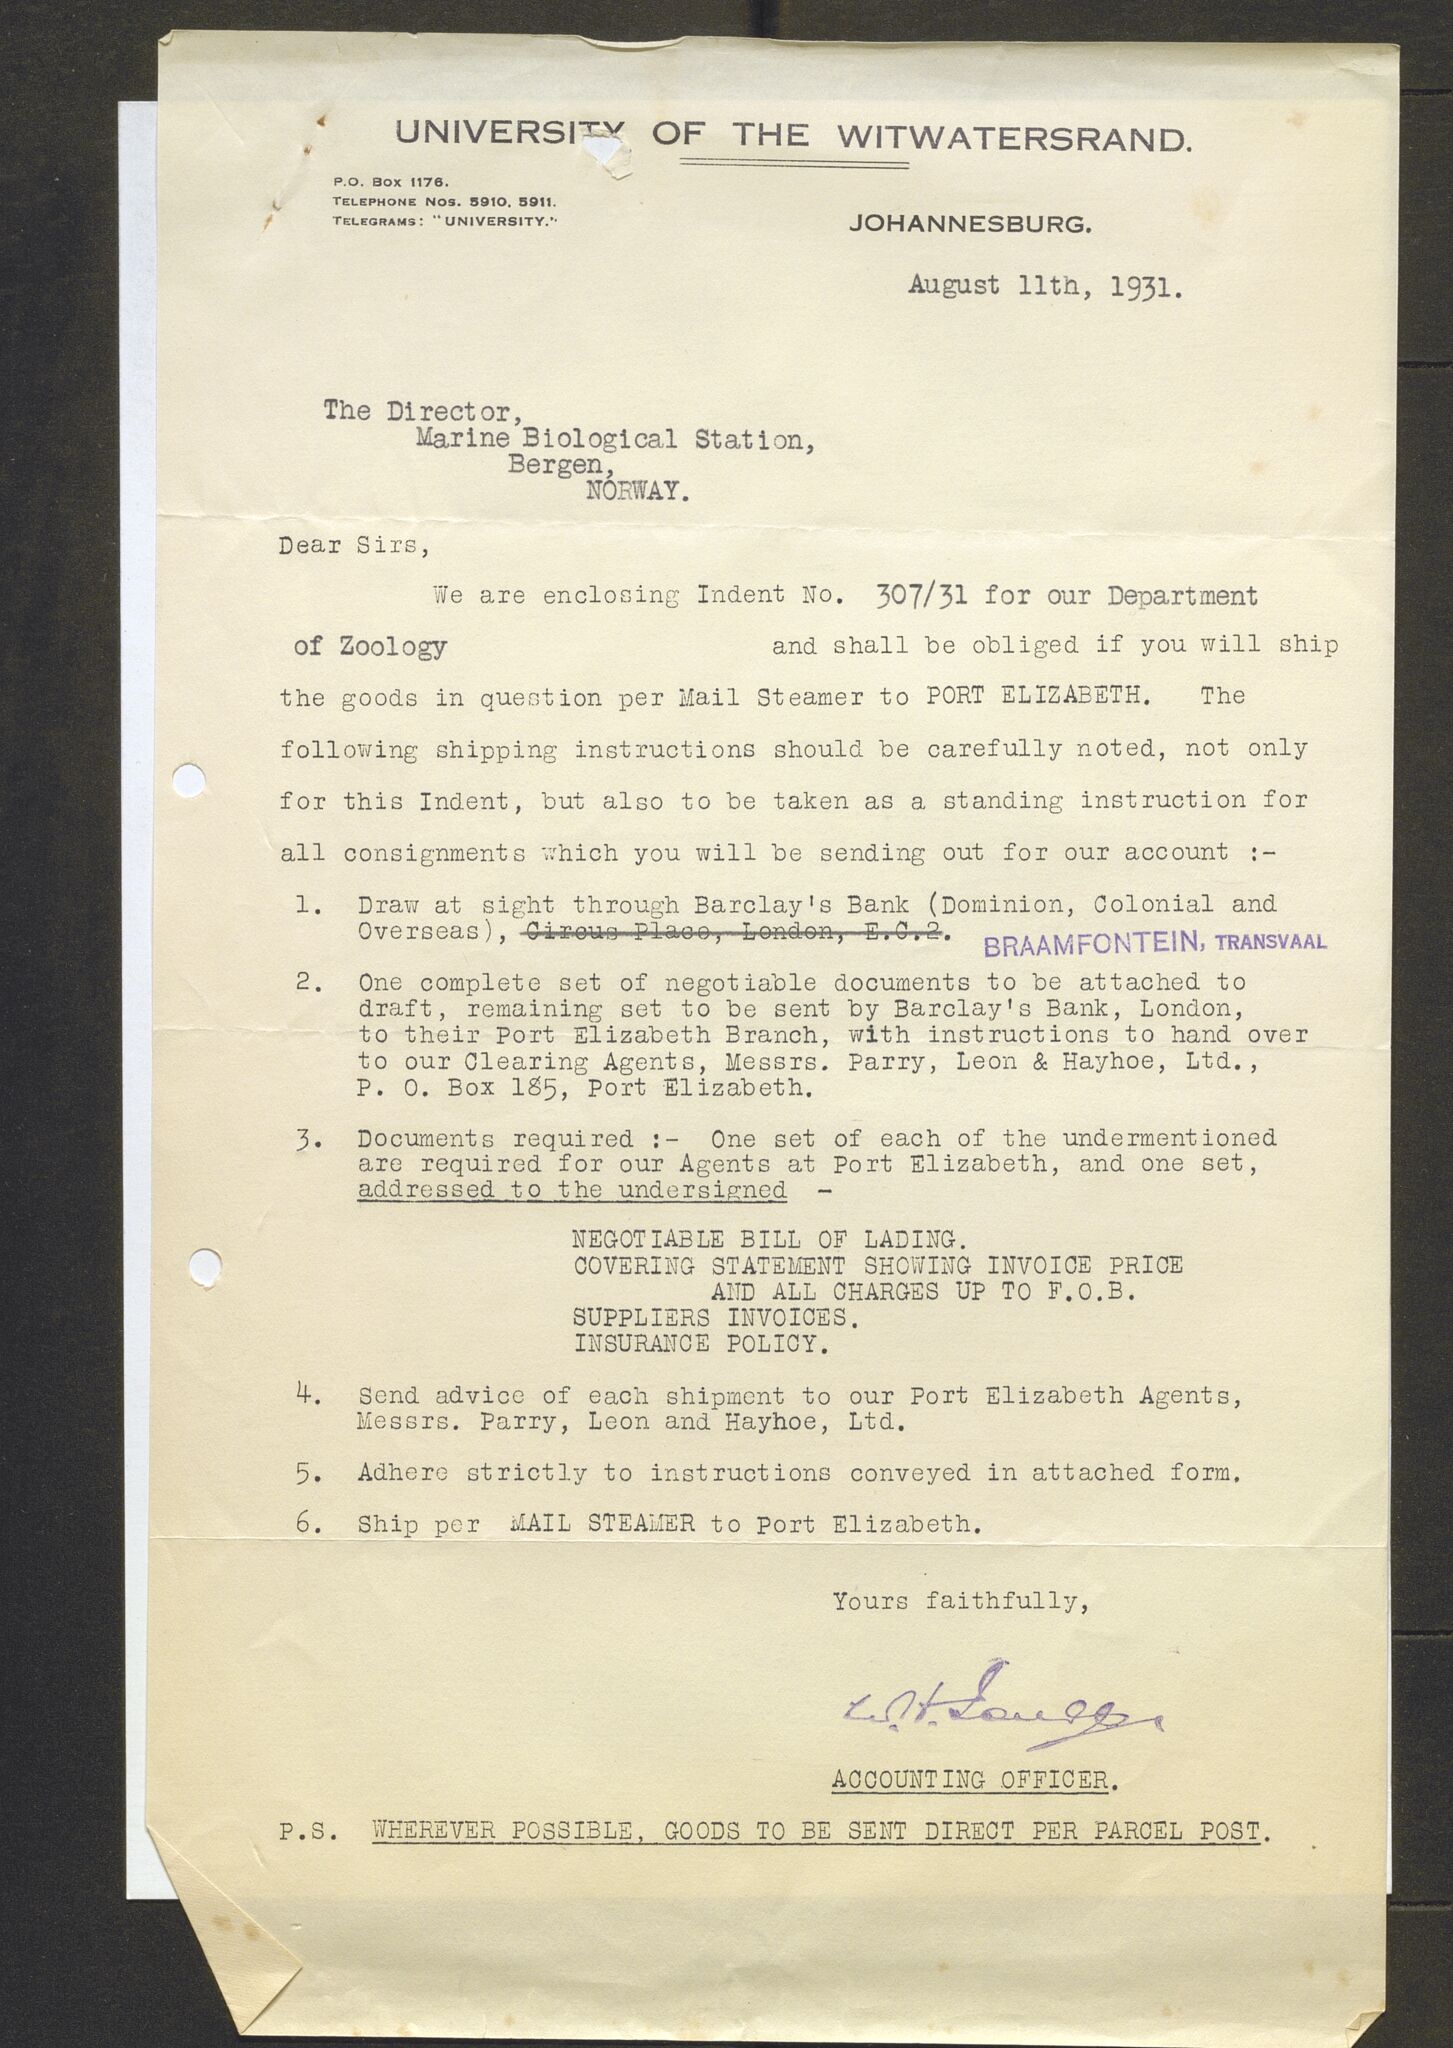 UNIVERSITY OF THE WITWATERSRAND.
P.O. Box 1176.
TELEPHONE Nos. 5910, 5911.
TELEGRAMS: "UNIVERSITY."
JOHANNESBURG.
August 11th, 1931.
The Director,
Marine Biological Station,
Bergen,
NORWAY.
Dear Sirs,
We are enclosing Indent No. 307/31 for our Department
of Zoology and shall be obliged if you will ship
the goods in question per Mail Steamer to PORT ELIZABETH. The
following shipping instructions should be carefully noted, not only
for this Indent, but also to be taken as a standing instruction for
all consignments which you will be sending out for our account :-
1. Draw at sight through Barclay's Bank (Dominion, Colonial and
Overseas), Circus Place, London, E.C.2. BRAAMFONTEIN, TRANSVAAL
2. One complete set of negotiable documents to be attached to
draft, remaining set to be sent by Barclay's Bank, London,
to their Port Elizabeth Branch, with instructions to hand over
to our Clearing Agents, Messrs. Parry, Leon & Hayhoe, Ltd.,
P. O. Box 185, Port Elizabeth.
3. Documents required :- One set of each of the undermentioned
are required for our Agents at Port Elizabeth, and one set,
addressed to the undersigned -
NEGOTIABLE BILL OF LADING.
COVERING STATEMENT SHOWING INVOICE PRICE
AND ALL CHARGES UP TO F.O.B.
SUPPLIERS INVOICES.
INSURANCE POLICY.
4. Send advice of each shipment to our Port Elizabeth Agents,
Messrs. Parry, Leon and Hayhoe, Ltd.
5. Adhere strictly to instructions conveyed in attached form.
6. Ship per MAIL STEAMER to Port Elizabeth.
Yours faithfully,
ACCOUNTING OFFICER.
P.S. WHEREVER POSSIBLE, GOODS TO BE SENT DIRECT PER PARCEL POST.